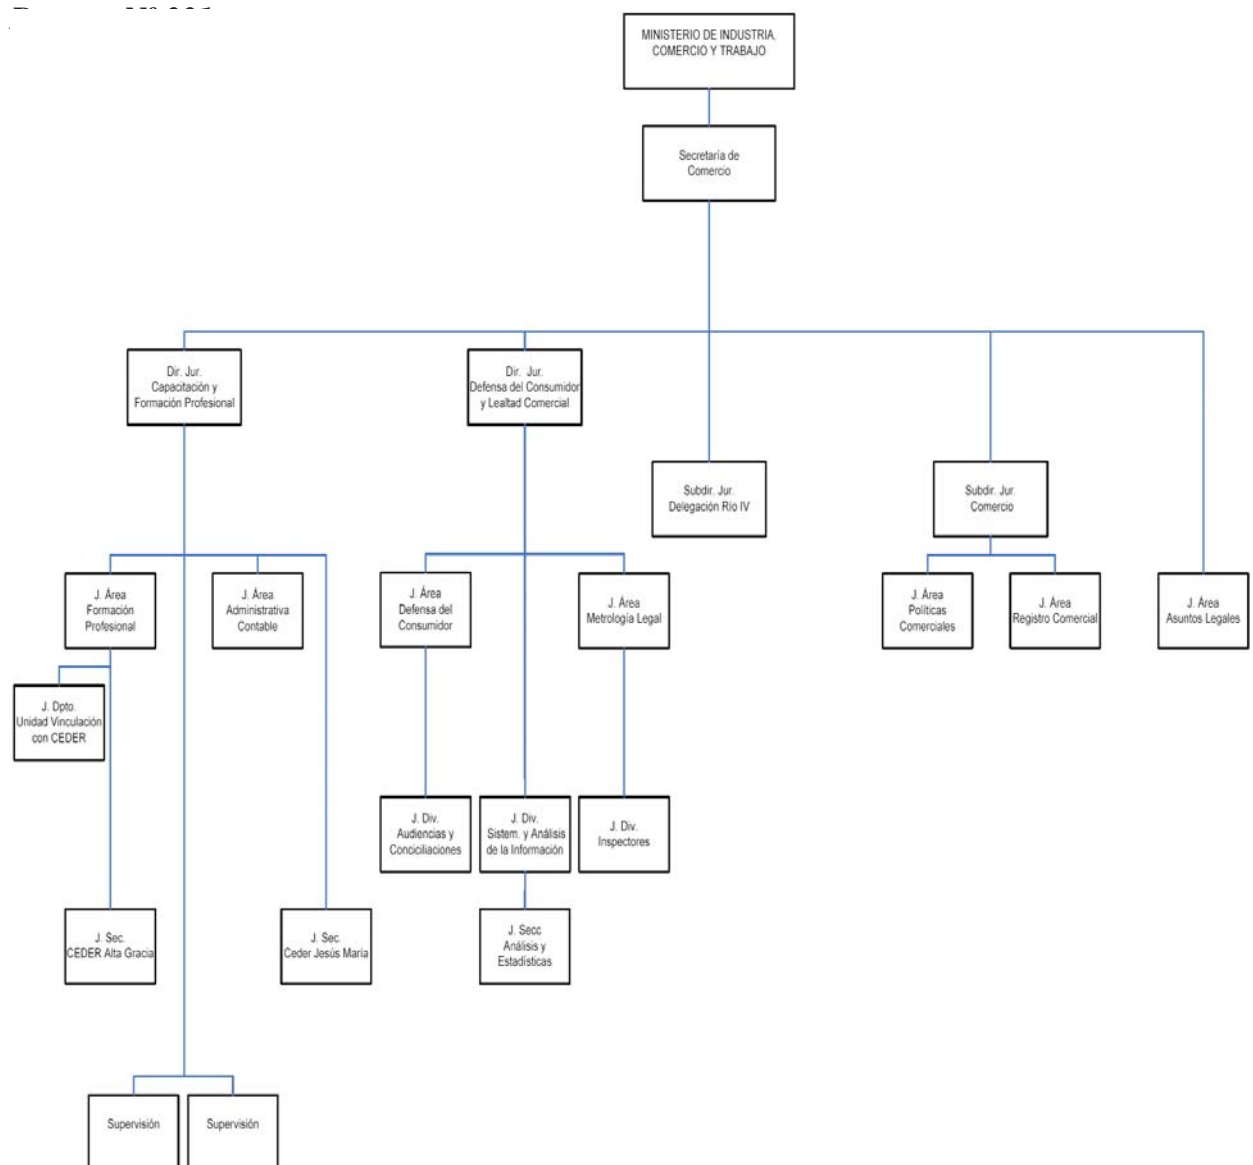 MINISTERIO DE INDUSTRIA.
COMERCIO Y TRABAJO
Secretaría de
Comercio
Dir. Jur.
Capacitación y
Formación Profesional
Dir. Jur.
Defensa del Consumidor
y Lealtad Comercial
Subdir. Jur.
Delegación Río IV
Subdir. Jur.
Comercio
J. Área
Formación
Profesional
J. Área
Administrativa
Contable
J. Área
Defensa del
Consumidor
J. Área
Metrología Legal
J. Área
Políticas
Comerciales
J. Área
Registro Comercial
J. Área
Asuntos Legales
J. Dpto.
Unidad Vinculación
con CEDER
J. Div.
Audiencias y
Conciciliaciones
J. Div.
Sistem. y Análisis
de la Información
J. Div.
Inspectores
J. Sec.
CEDER Alta Gracia
J. Sec.
Ceder Jesús María
J. Secc
Análisis y
Estadísticas
Supervisión
Supervisión